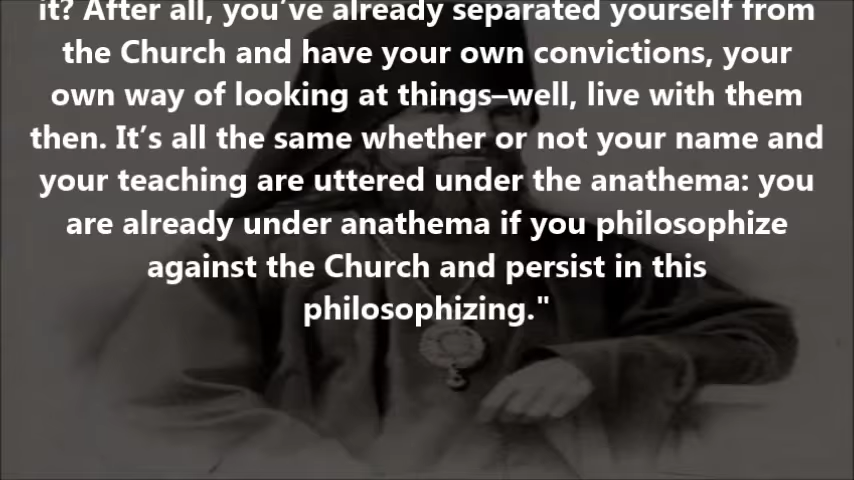 it? After all, you’ve already separated yourself from
the Church and have your own convictions, your
own way of looking at things–well, live with them
then. It’s all the same whether or not your name and
your teaching are uttered under the anathema: you
are already under anathema if you philosophize
against the Church and persist in this
philosophizing."